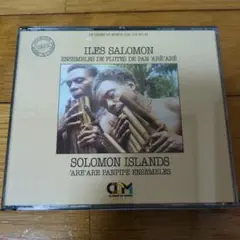 ILES SALOMON
ENSEMBLES DE FLUTES DE PAN 'ARE'ARE
SOLOMON ISLANDS
'ARE'ARE PANPIPE ENSEMBLES